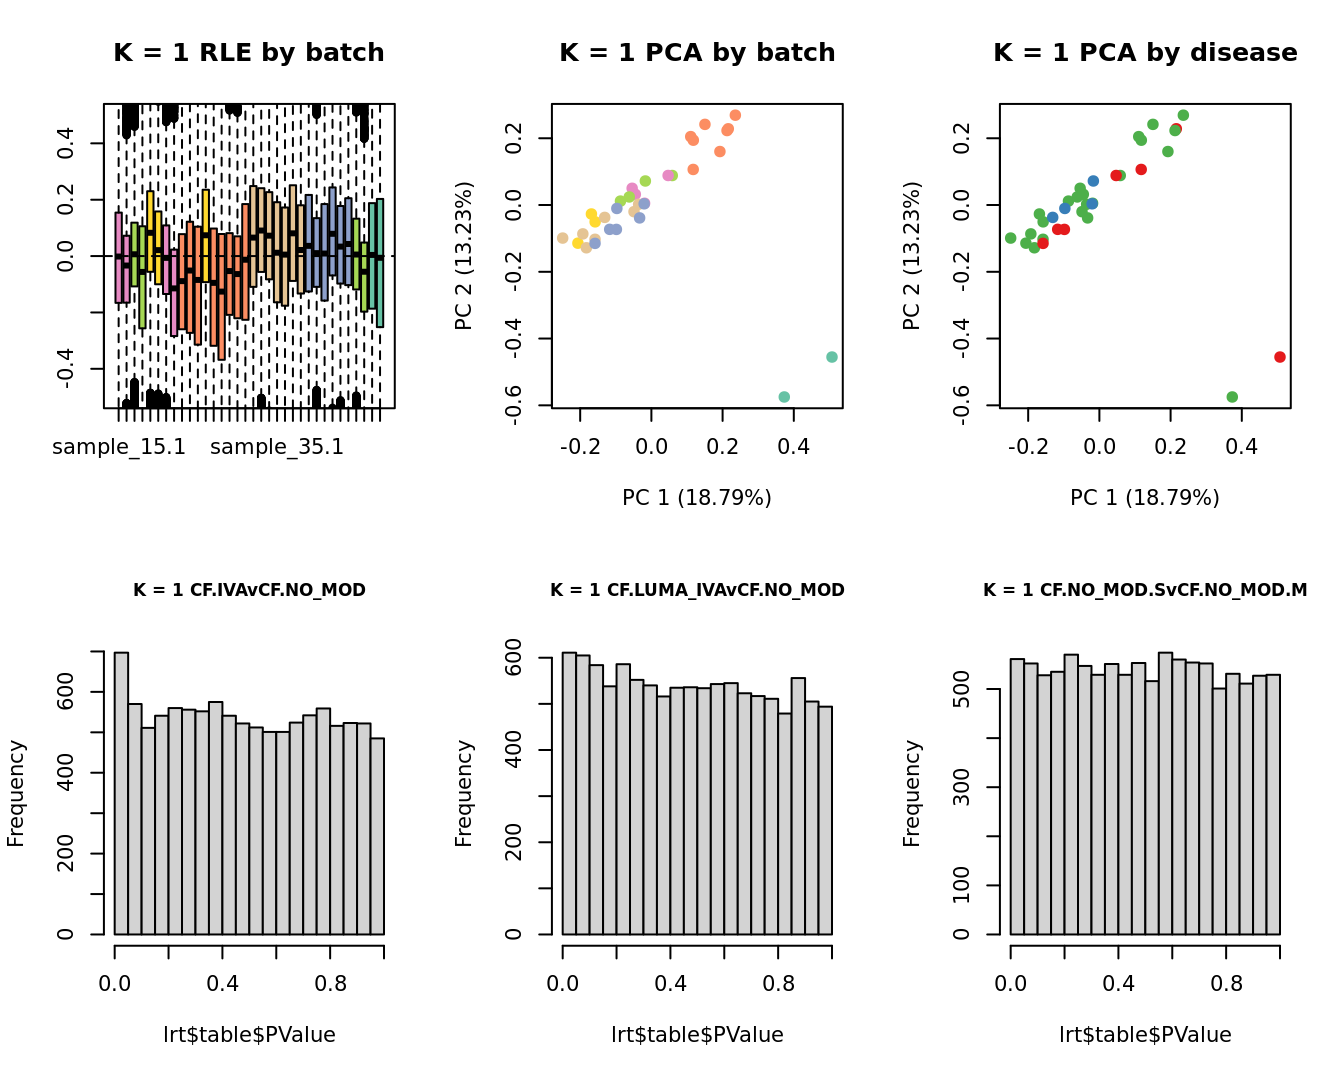 K = 1 RLE by batch
-0.4
0.0
0.2
0.4
sample_15.1
sample_35.1
K = 1 PCA by batch
PC 2 (13.23%)
-0.6
-0.4
-0.2
0.0
0.2
-0.2
0.0
0.2
0.4
PC 1 (18.79%)
K = 1 PCA by disease
PC 2 (13.23%)
-0.6
-0.4
-0.2
0.0
0.2
-0.2
0.0
0.2
0.4
PC 1 (18.79%)
K = 1 CF.IVAvCF.NO_MOD
Frequency
0
200
400
600
0.0
0.4
0.8
lrt$table$PValue
K = 1 CF.LUMA_IVAvCF.NO_MOD
Frequency
0
200
400
600
0.0
0.4
0.8
lrt$table$PValue
K = 1 CF.NO_MOD.SvCF.NO_MOD.M
Frequency
0
100
300
500
0.0
0.4
0.8
lrt$table$PValue